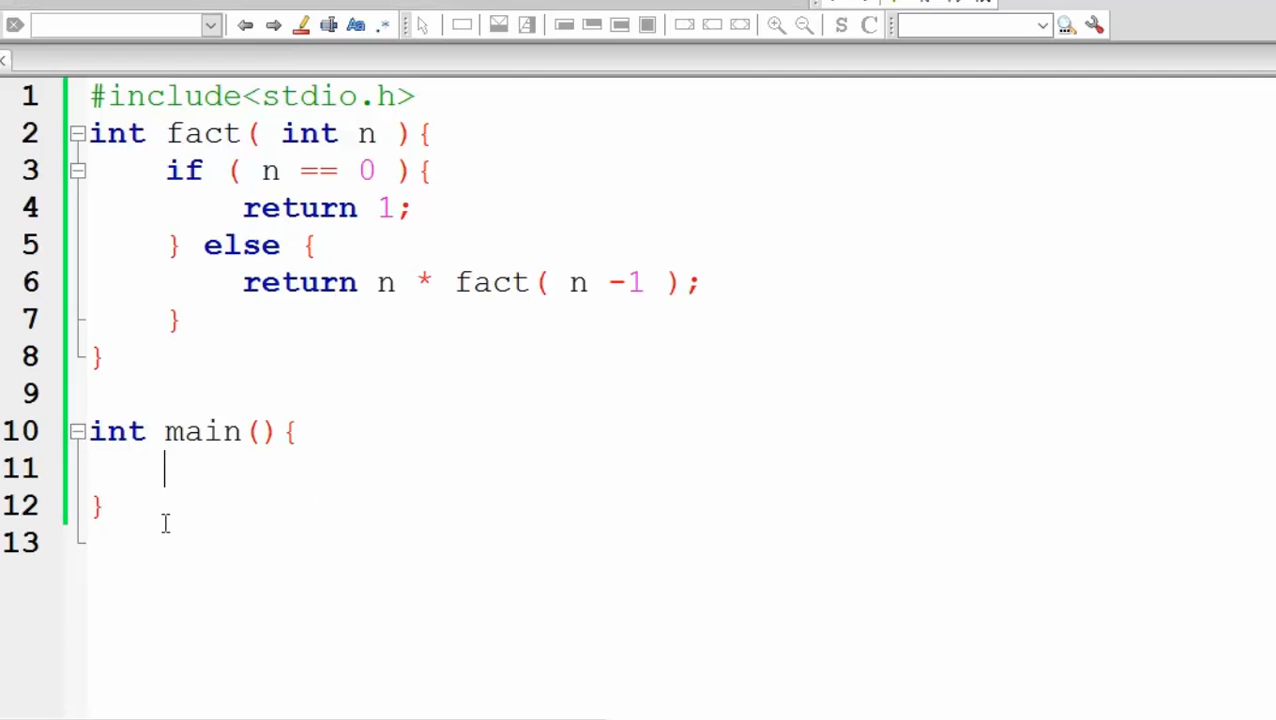 Aa .* S C
1 #include<stdio.h>
2 int fact( int n ){
3 if ( n == 0 ){
4 return 1;
5 } else {
6 return n * fact( n -1 );
7 }
8 }
9
10 int main(){
11
12 }
13